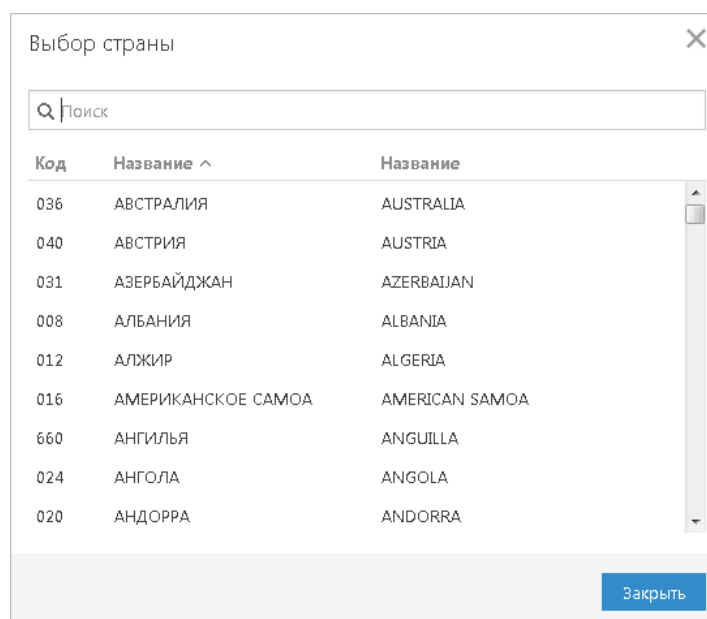 Выбор страны
Поиск
Код Название Название
036 АВСТРАЛИЯ AUSTRALIA
040 АВСТРИЯ AUSTRIA
031 АЗЕРБАЙДЖАН AZERBAIJAN
008 АЛБАНИЯ ALBANIA
012 АЛЖИР ALGERIA
016 АМЕРИКАНСКОЕ САМОА AMERICAN SAMOA
660 АНГИЛЬЯ ANGUILLA
024 АНГОЛА ANGOLA
020 АНДОРРА ANDORRA
Закрыть